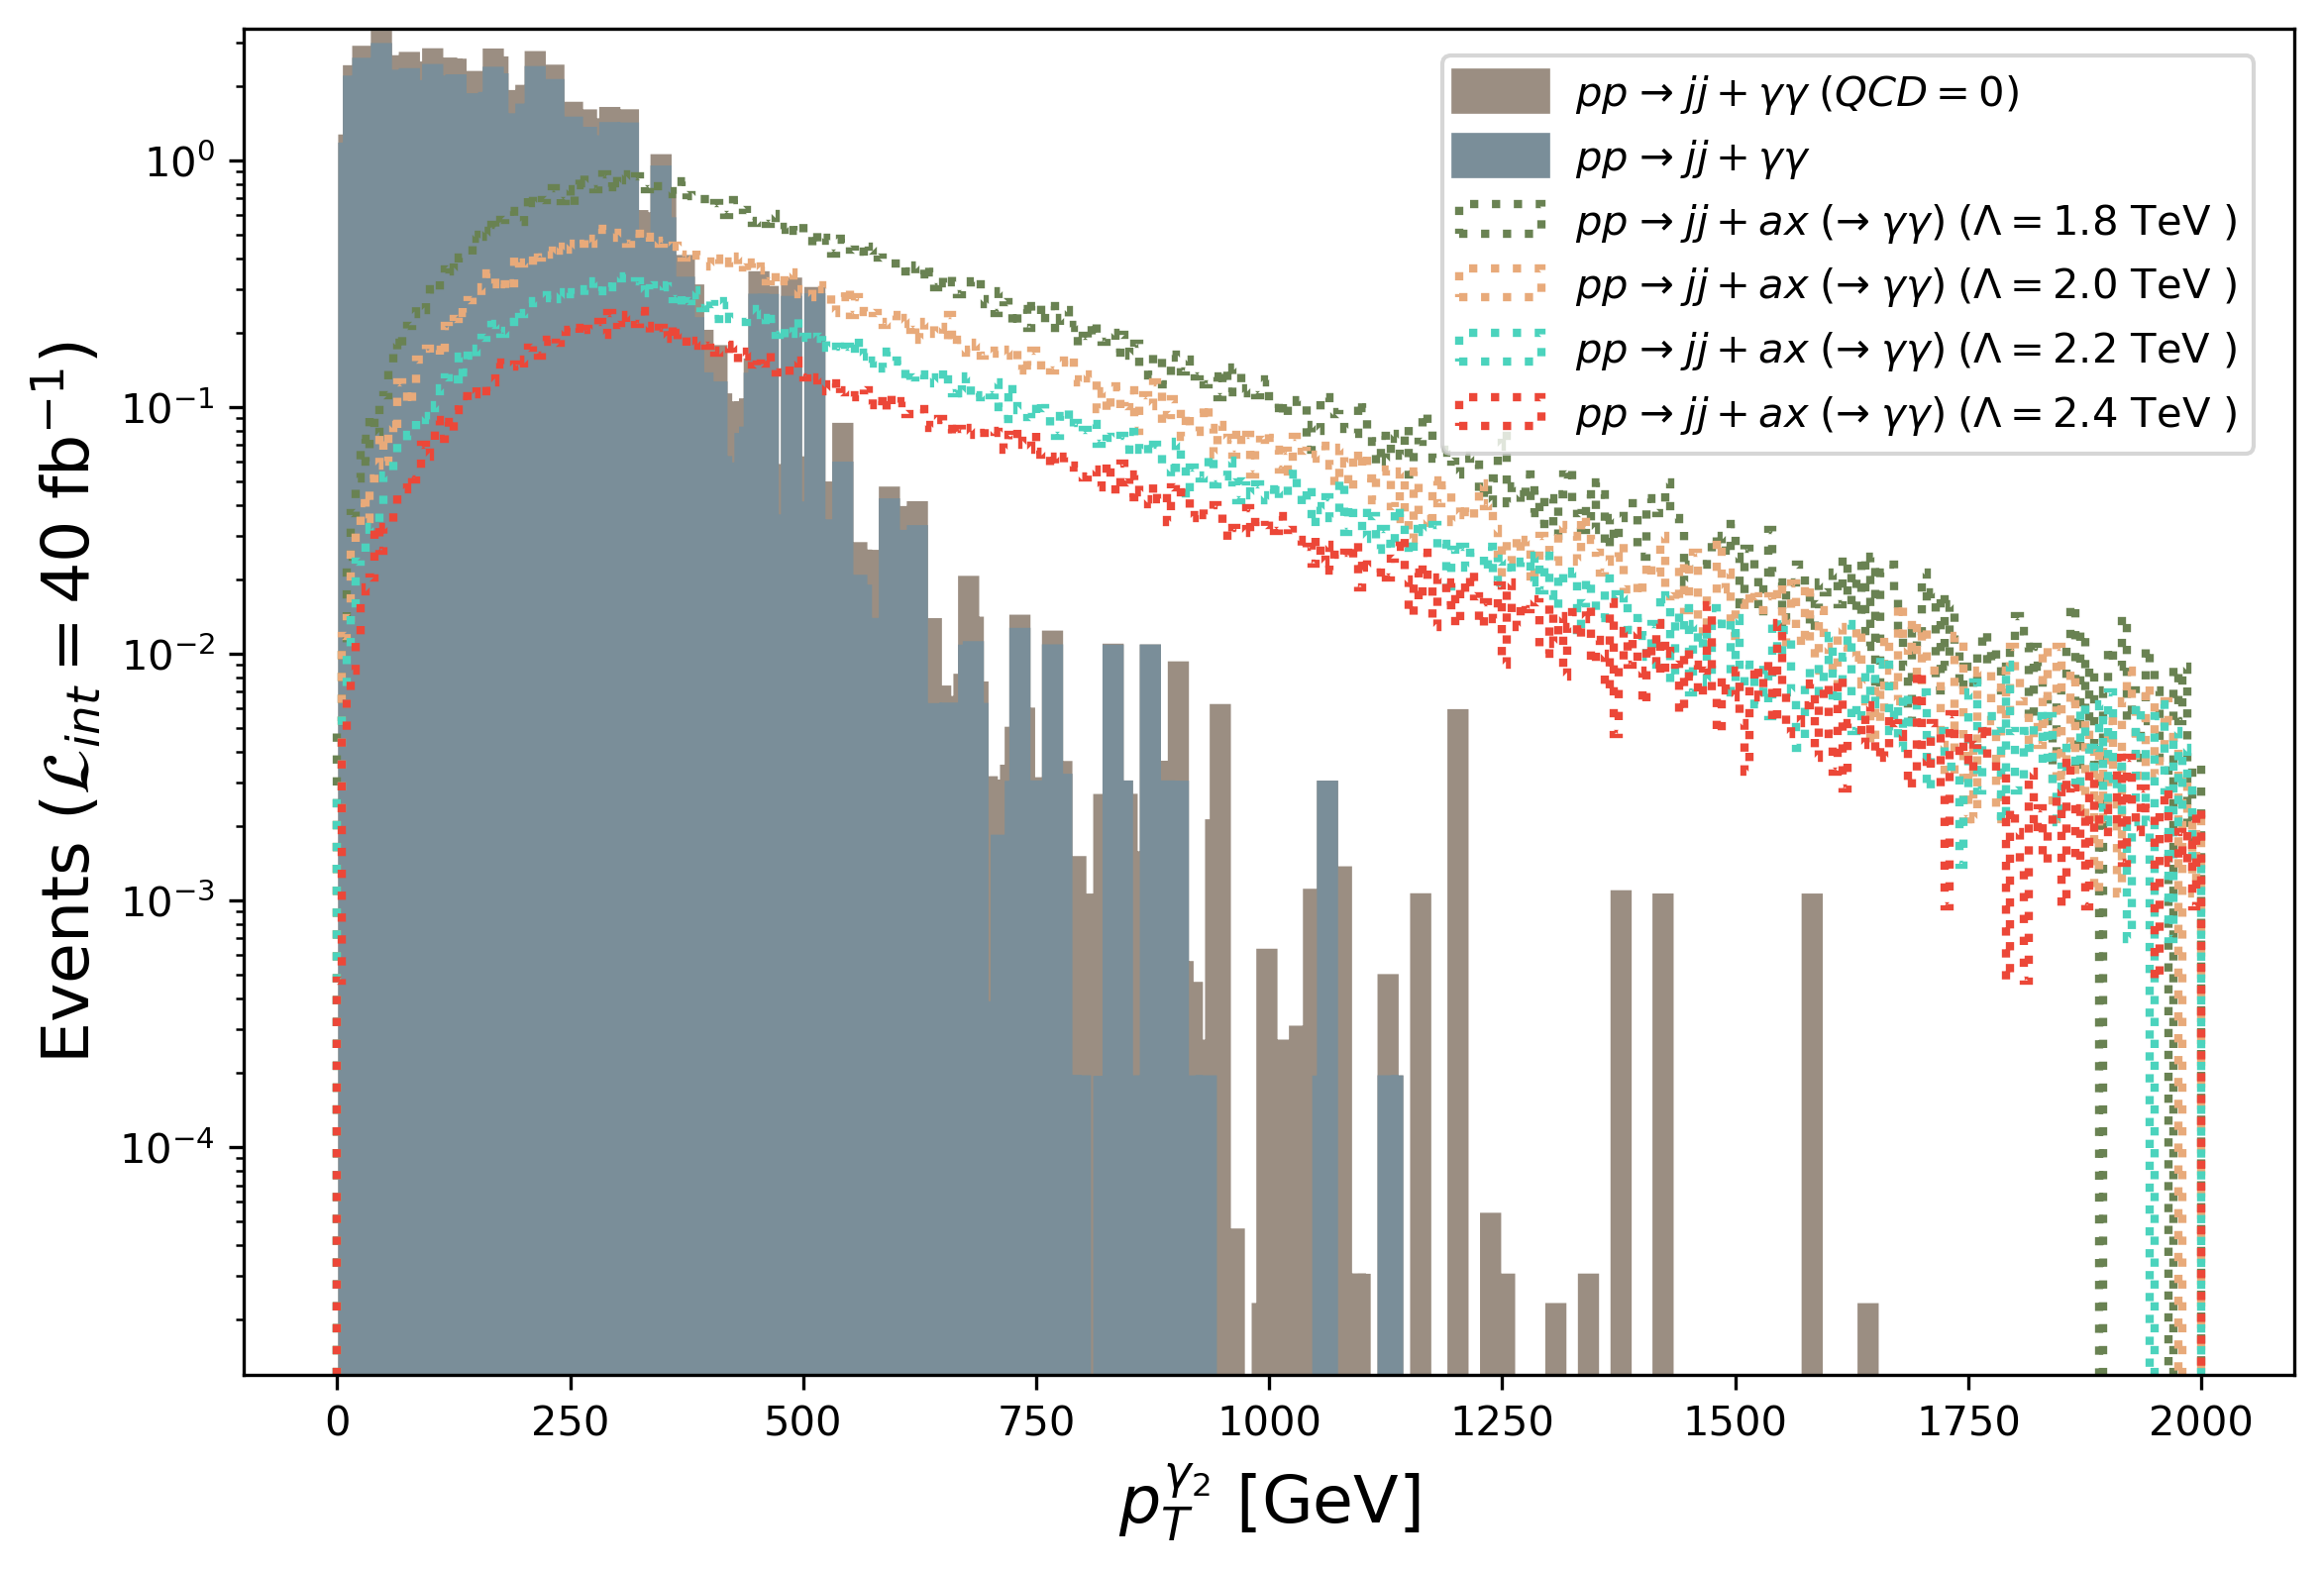 Events (ℒ_int = 40 fb⁻¹)
10⁰
10⁻¹
10⁻²
10⁻³
10⁻⁴
pp → jj + γγ (QCD = 0)
pp → jj + γγ
pp → jj + ax (→ γγ) (Λ = 1.8 TeV )
pp → jj + ax (→ γγ) (Λ = 2.0 TeV )
pp → jj + ax (→ γγ) (Λ = 2.2 TeV )
pp → jj + ax (→ γγ) (Λ = 2.4 TeV )
0 250 500 750 1000 1250 1500 1750 2000
p_T^γ₂ [GeV]